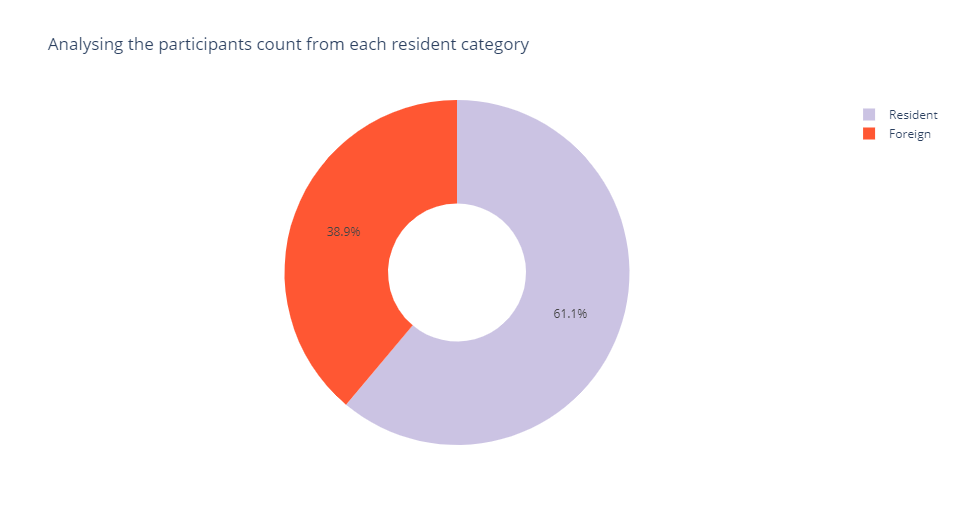 Analysing the participants count from each resident category
Resident
Foreign
38.9%
61.1%